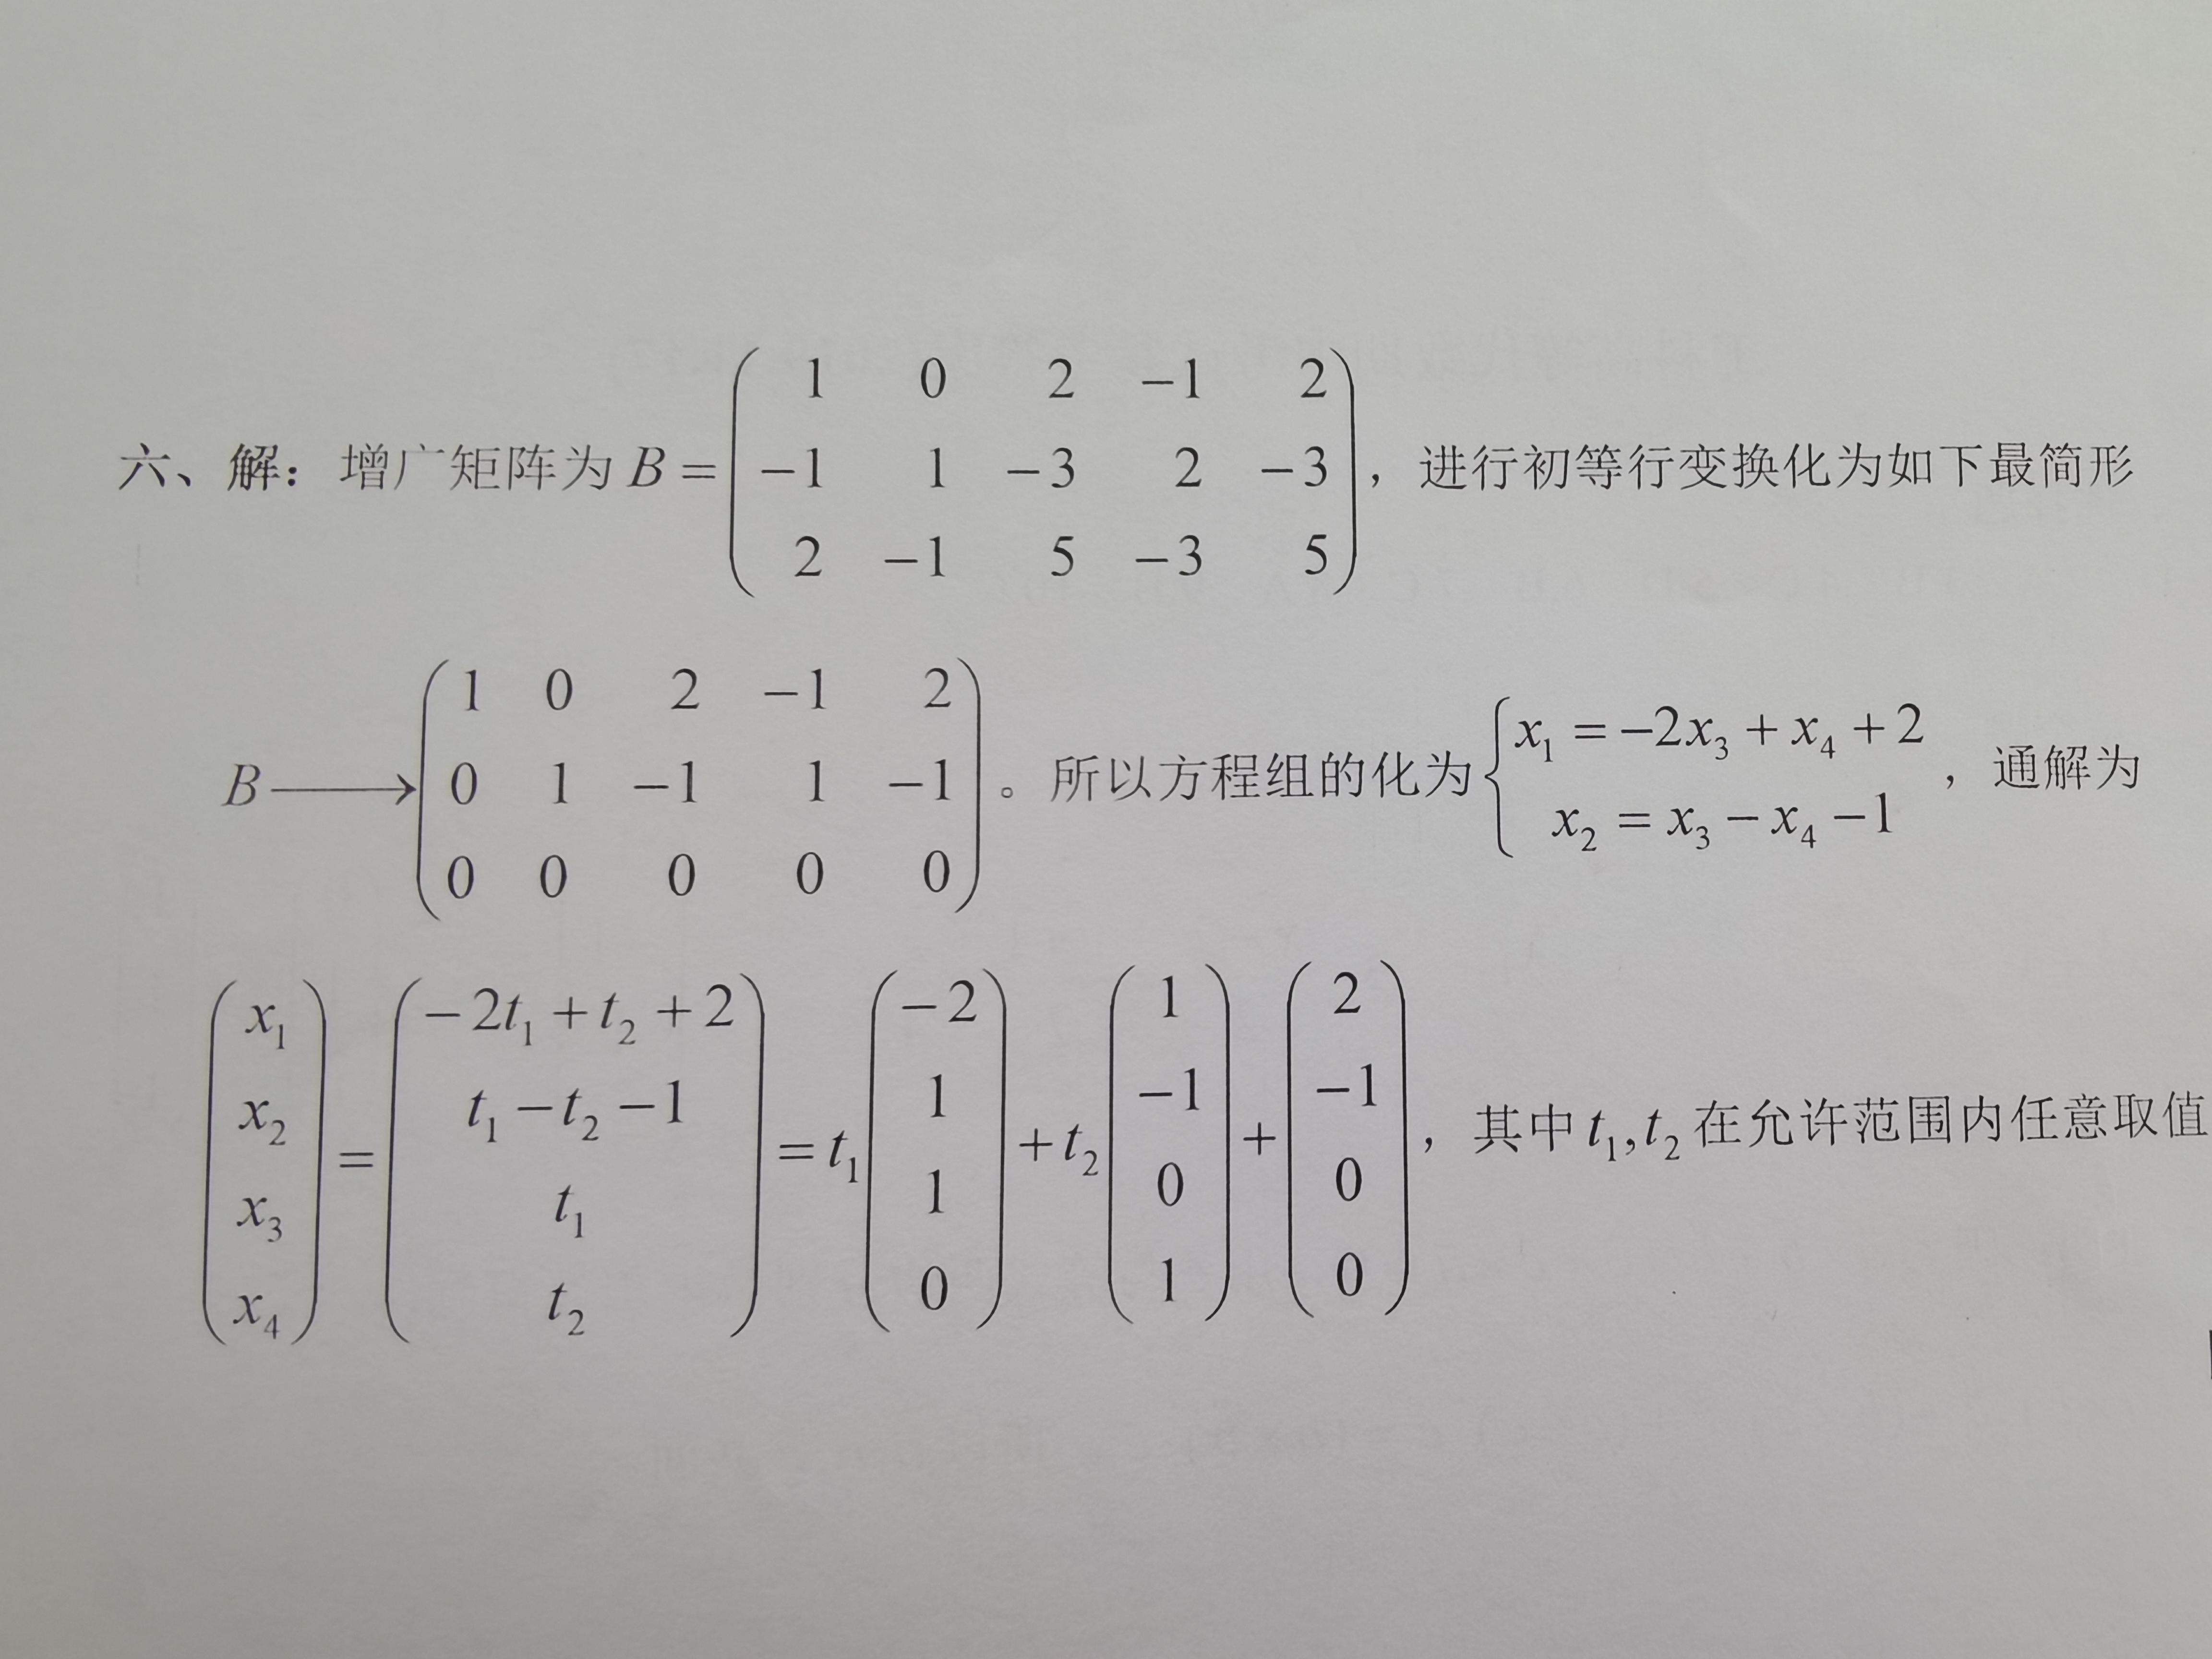 六、解：增广矩阵为 $B = \begin{pmatrix} 1 & 0 & 2 & -1 & 2 \\ -1 & 1 & -3 & 2 & -3 \\ 2 & -1 & 5 & -3 & 5 \end{pmatrix}$，进行初等行变换化为如下最简形
$B \longrightarrow \begin{pmatrix} 1 & 0 & 2 & -1 & 2 \\ 0 & 1 & -1 & 1 & -1 \\ 0 & 0 & 0 & 0 & 0 \end{pmatrix}$。所以方程组的化为 $\begin{cases} x_1 = -2x_3 + x_4 + 2 \\ x_2 = x_3 - x_4 - 1 \end{cases}$，通解为
$\begin{pmatrix} x_1 \\ x_2 \\ x_3 \\ x_4 \end{pmatrix} = \begin{pmatrix} -2t_1 + t_2 + 2 \\ t_1 - t_2 - 1 \\ t_1 \\ t_2 \end{pmatrix} = t_1 \begin{pmatrix} -2 \\ 1 \\ 1 \\ 0 \end{pmatrix} + t_2 \begin{pmatrix} 1 \\ -1 \\ 0 \\ 1 \end{pmatrix} + \begin{pmatrix} 2 \\ -1 \\ 0 \\ 0 \end{pmatrix}$，其中 $t_1, t_2$ 在允许范围内任意取值